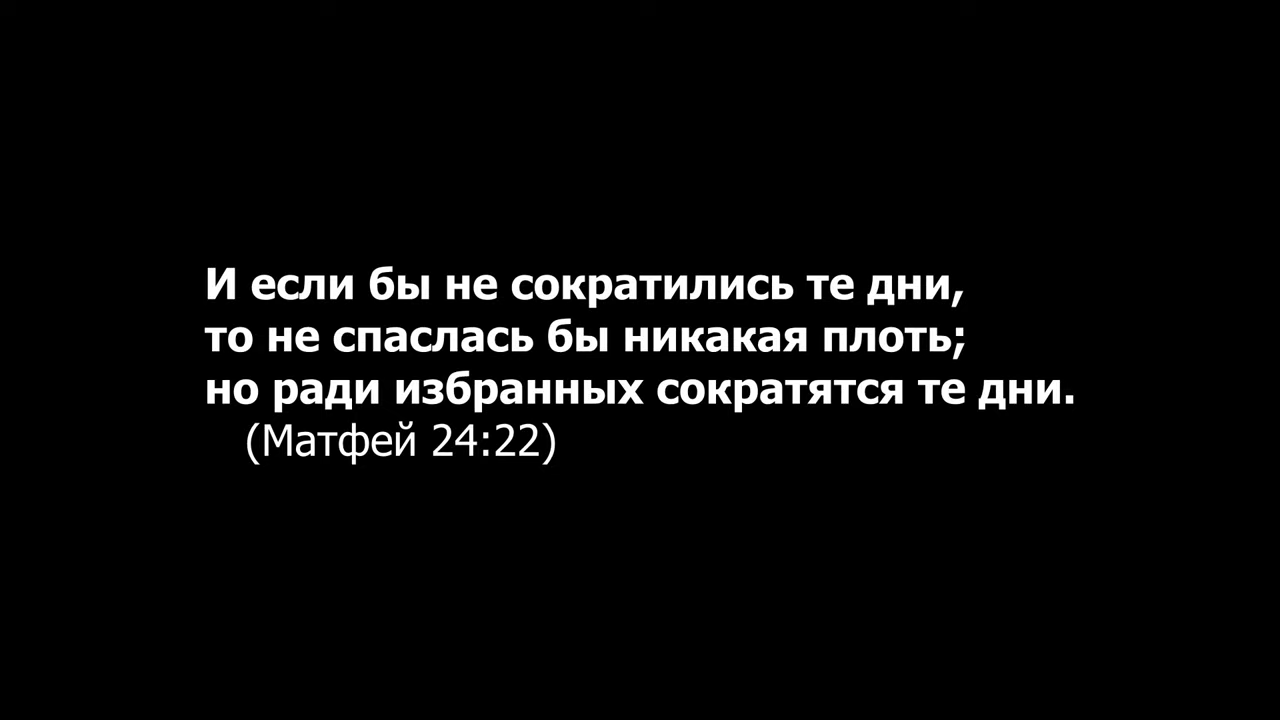 И если бы не сократились те дни,
то не спаслась бы никакая плоть;
но ради избранных сократятся те дни.
(Матфей 24:22)